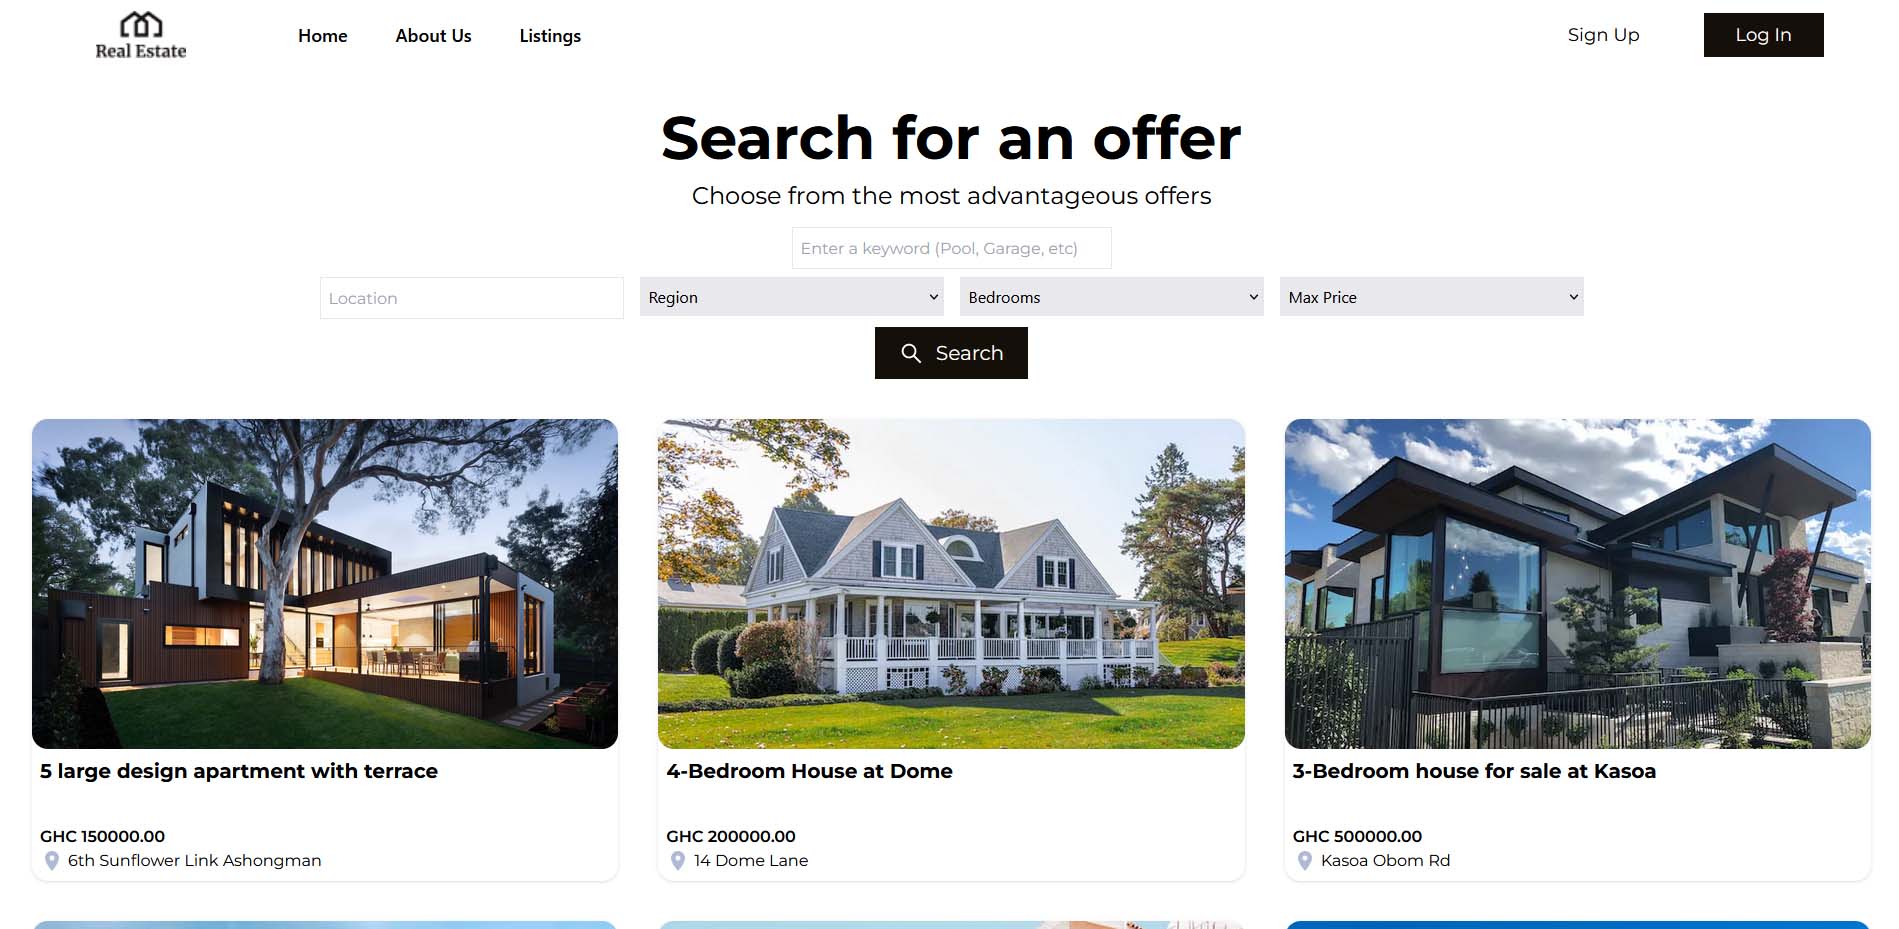 Real Estate
Home About Us Listings Sign Up Log In
Search for an offer
Choose from the most advantageous offers
Enter a keyword (Pool, Garage, etc)
Location Region Bedrooms Max Price
Search
5 large design apartment with terrace
GHC 150000.00
6th Sunflower Link Ashongman
4-Bedroom House at Dome
GHC 200000.00
14 Dome Lane
3-Bedroom house for sale at Kasoa
GHC 500000.00
Kasoa Obom Rd